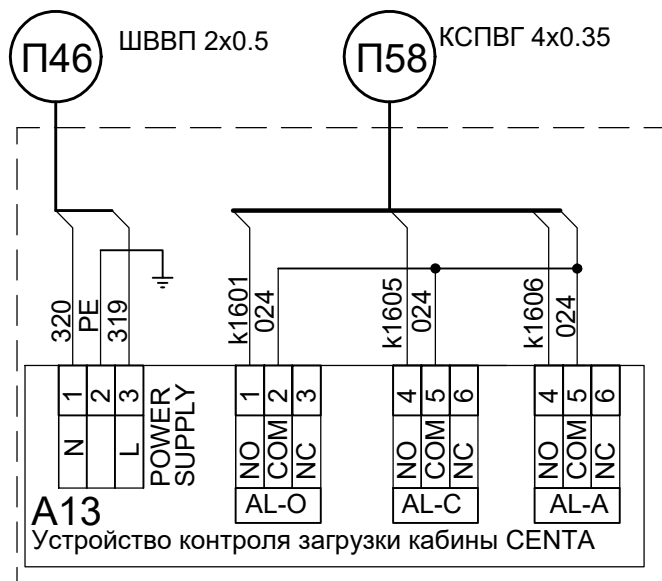 П46
ШВВП 2х0.5
П58
КСПВГ 4х0.35
320
PE
319
k1601
024
k1605
024
k1606
024
1
2
3
N
L
POWER
SUPPLY
1
2
3
NO
COM
NC
AL-O
4
5
6
NO
COM
NC
AL-C
4
5
6
NO
COM
NC
AL-A
A13
Устройство контроля загрузки кабины CENTA